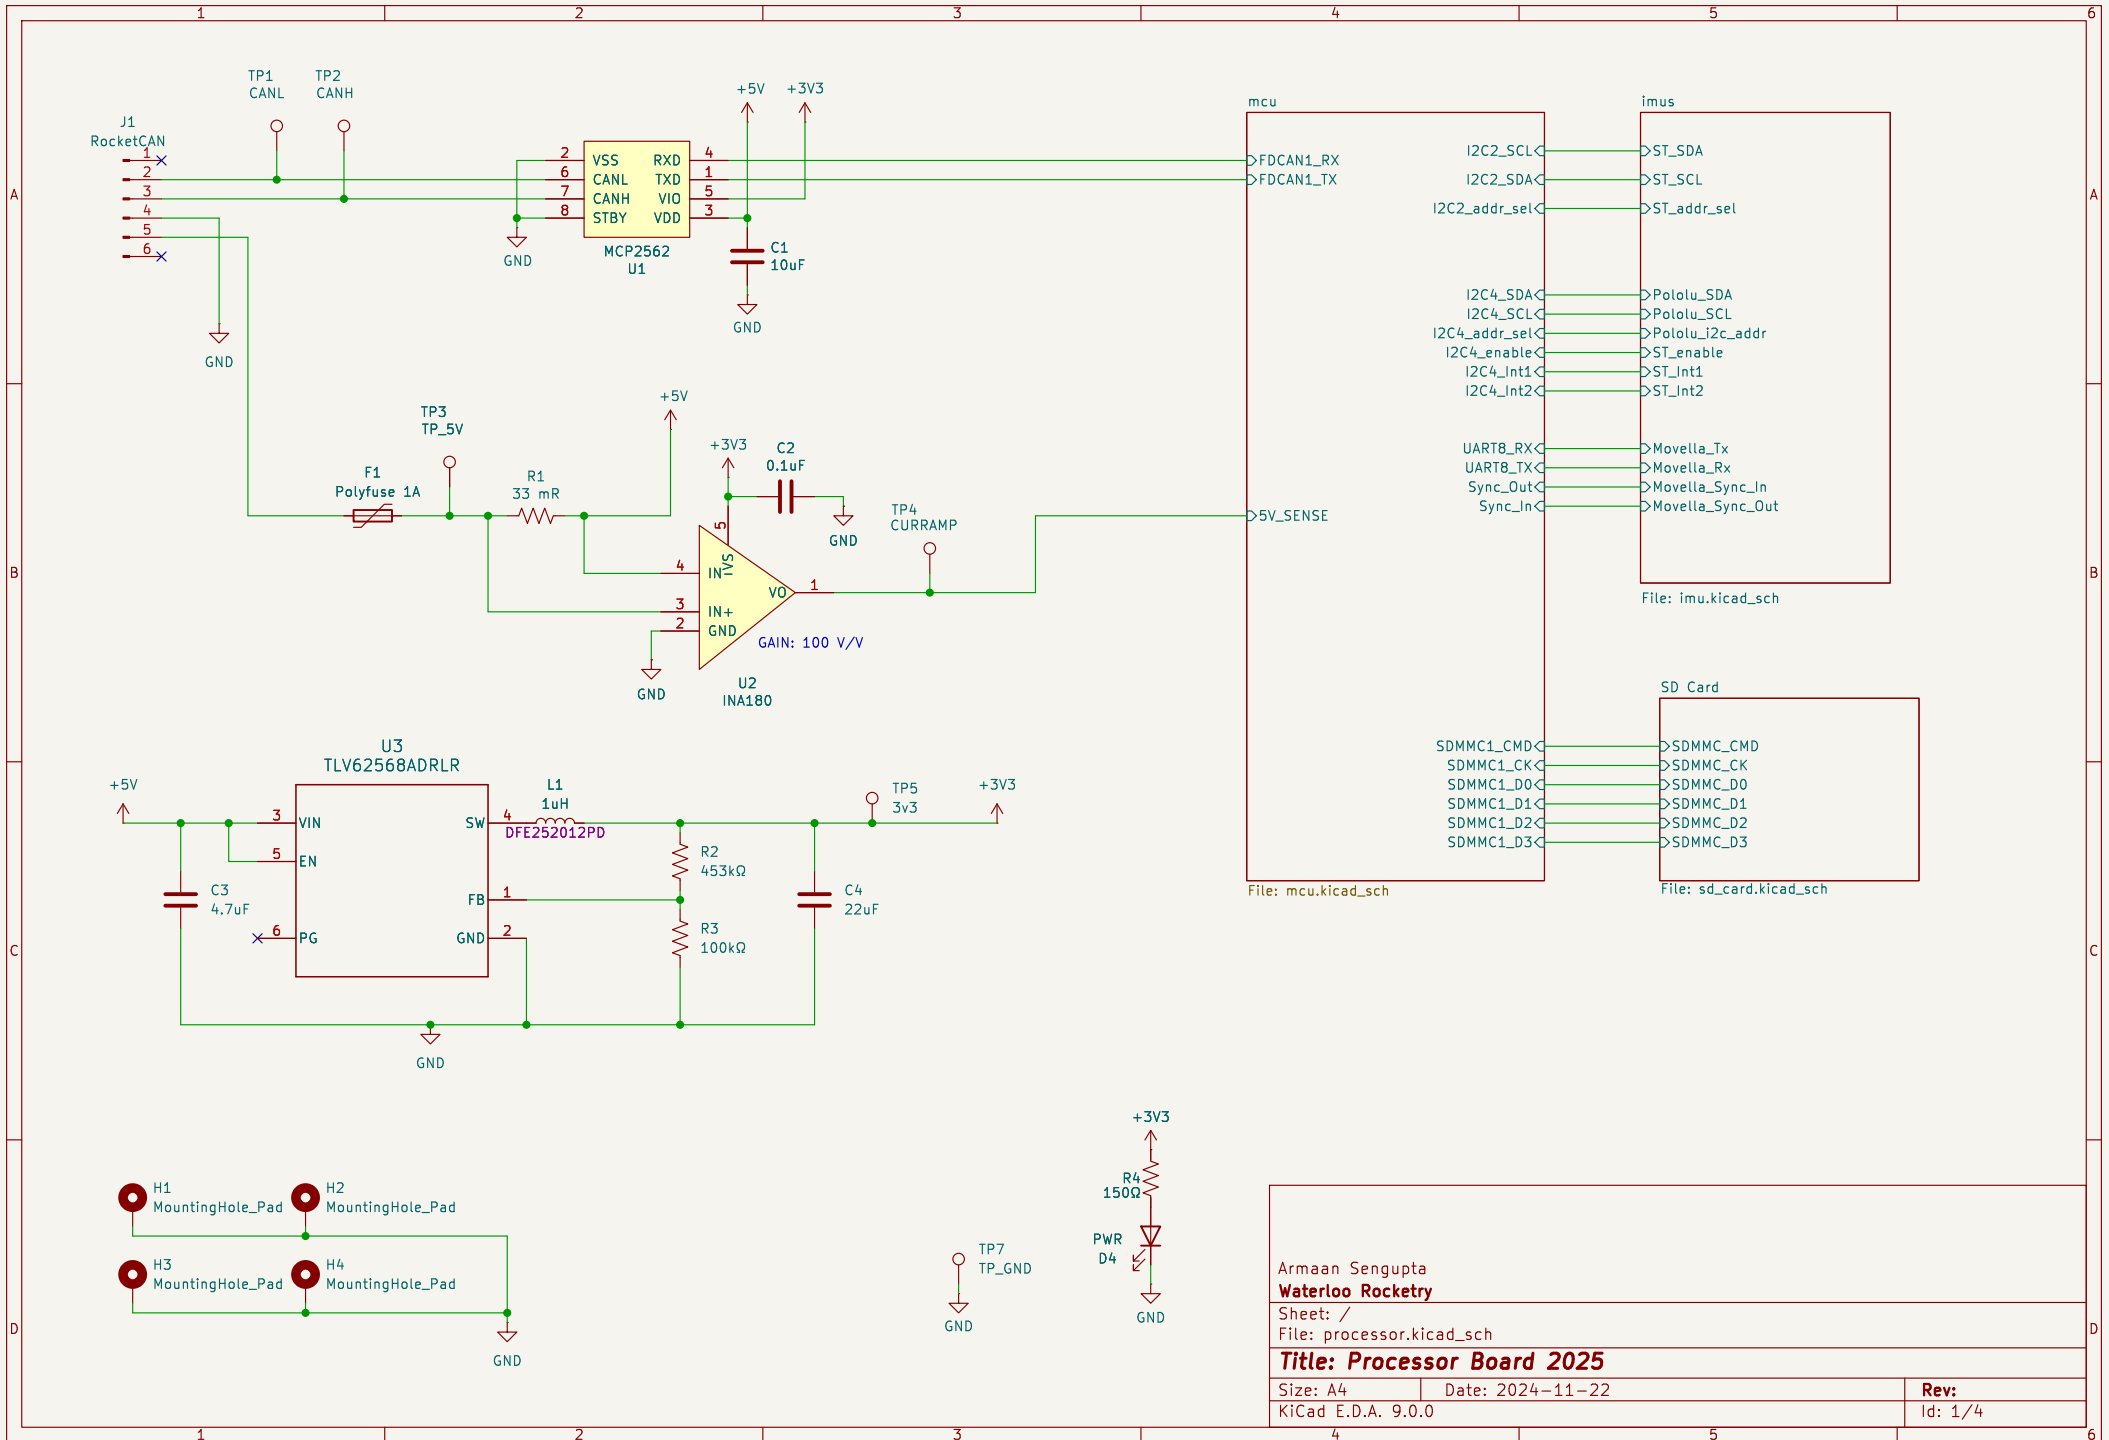 1 2 3 4 5 6
A
B
C
D
A
B
C
D
TP1
CANL
TP2
CANH
J1
RocketCAN
1
2
3
4
5
6
GND
+5V
+3V3
2 VSS RXD 4
6 CANL TXD 1
7 CANH VIO 5
8 STBY VDD 3
MCP2562
U1
GND
C1
10uF
GND
TP3
TP_5V
F1
Polyfuse 1A
R1
33 mR
+5V
+3V3
C2
0.1uF
GND
5
VS
4 IN-
3 IN+
2 GND
VO 1
GAIN: 100 V/V
GND
U2
INA180
TP4
CURRAMP
mcu
FDCAN1_RX
FDCAN1_TX
5V_SENSE
I2C2_SCL
I2C2_SDA
I2C2_addr_sel
I2C4_SDA
I2C4_SCL
I2C4_addr_sel
I2C4_enable
I2C4_Int1
I2C4_Int2
UART8_RX
UART8_TX
Sync_Out
Sync_In
SDMMC1_CMD
SDMMC1_CK
SDMMC1_D0
SDMMC1_D1
SDMMC1_D2
SDMMC1_D3
File: mcu.kicad_sch
imus
ST_SDA
ST_SCL
ST_addr_sel
Pololu_SDA
Pololu_SCL
Pololu_i2c_addr
ST_enable
ST_Int1
ST_Int2
Movella_Tx
Movella_Rx
Movella_Sync_In
Movella_Sync_Out
File: imu.kicad_sch
SD Card
SDMMC_CMD
SDMMC_CK
SDMMC_D0
SDMMC_D1
SDMMC_D2
SDMMC_D3
File: sd_card.kicad_sch
+5V
U3
TLV62568ADRLR
3 VIN
5 EN
6 PG
SW 4
FB 1
GND 2
L1
1uH
DFE252012PD
C3
4.7uF
R2
453kΩ
R3
100kΩ
C4
22uF
TP5
3v3
+3V3
GND
H1
MountingHole_Pad
H2
MountingHole_Pad
H3
MountingHole_Pad
H4
MountingHole_Pad
GND
TP7
TP_GND
GND
+3V3
R4
150Ω
PWR
D4
GND
Armaan Sengupta
Waterloo Rocketry
Sheet: /
File: processor.kicad_sch
Title: Processor Board 2025
Size: A4 Date: 2024-11-22 Rev:
KiCad E.D.A. 9.0.0 Id: 1/4
1 2 3 4 5 6